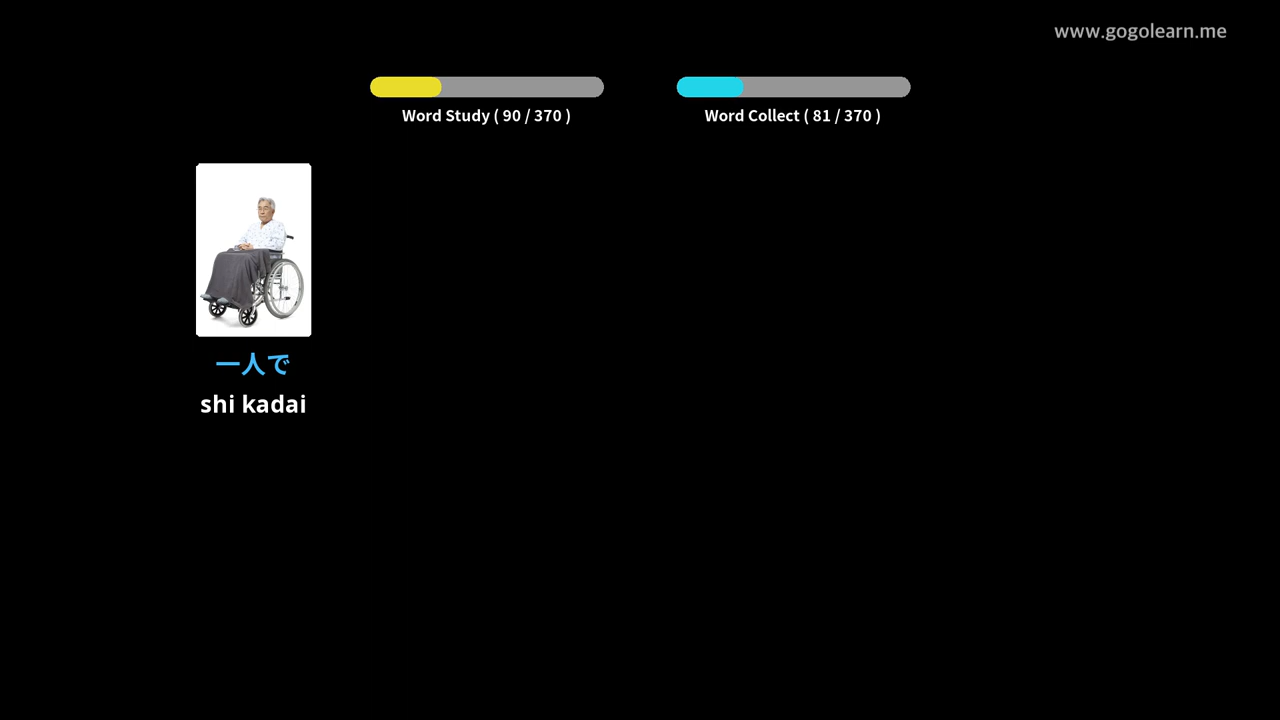 www.gogolearn.me
Word Study ( 90 / 370 )
Word Collect ( 81 / 370 )
一人で
shi kadai